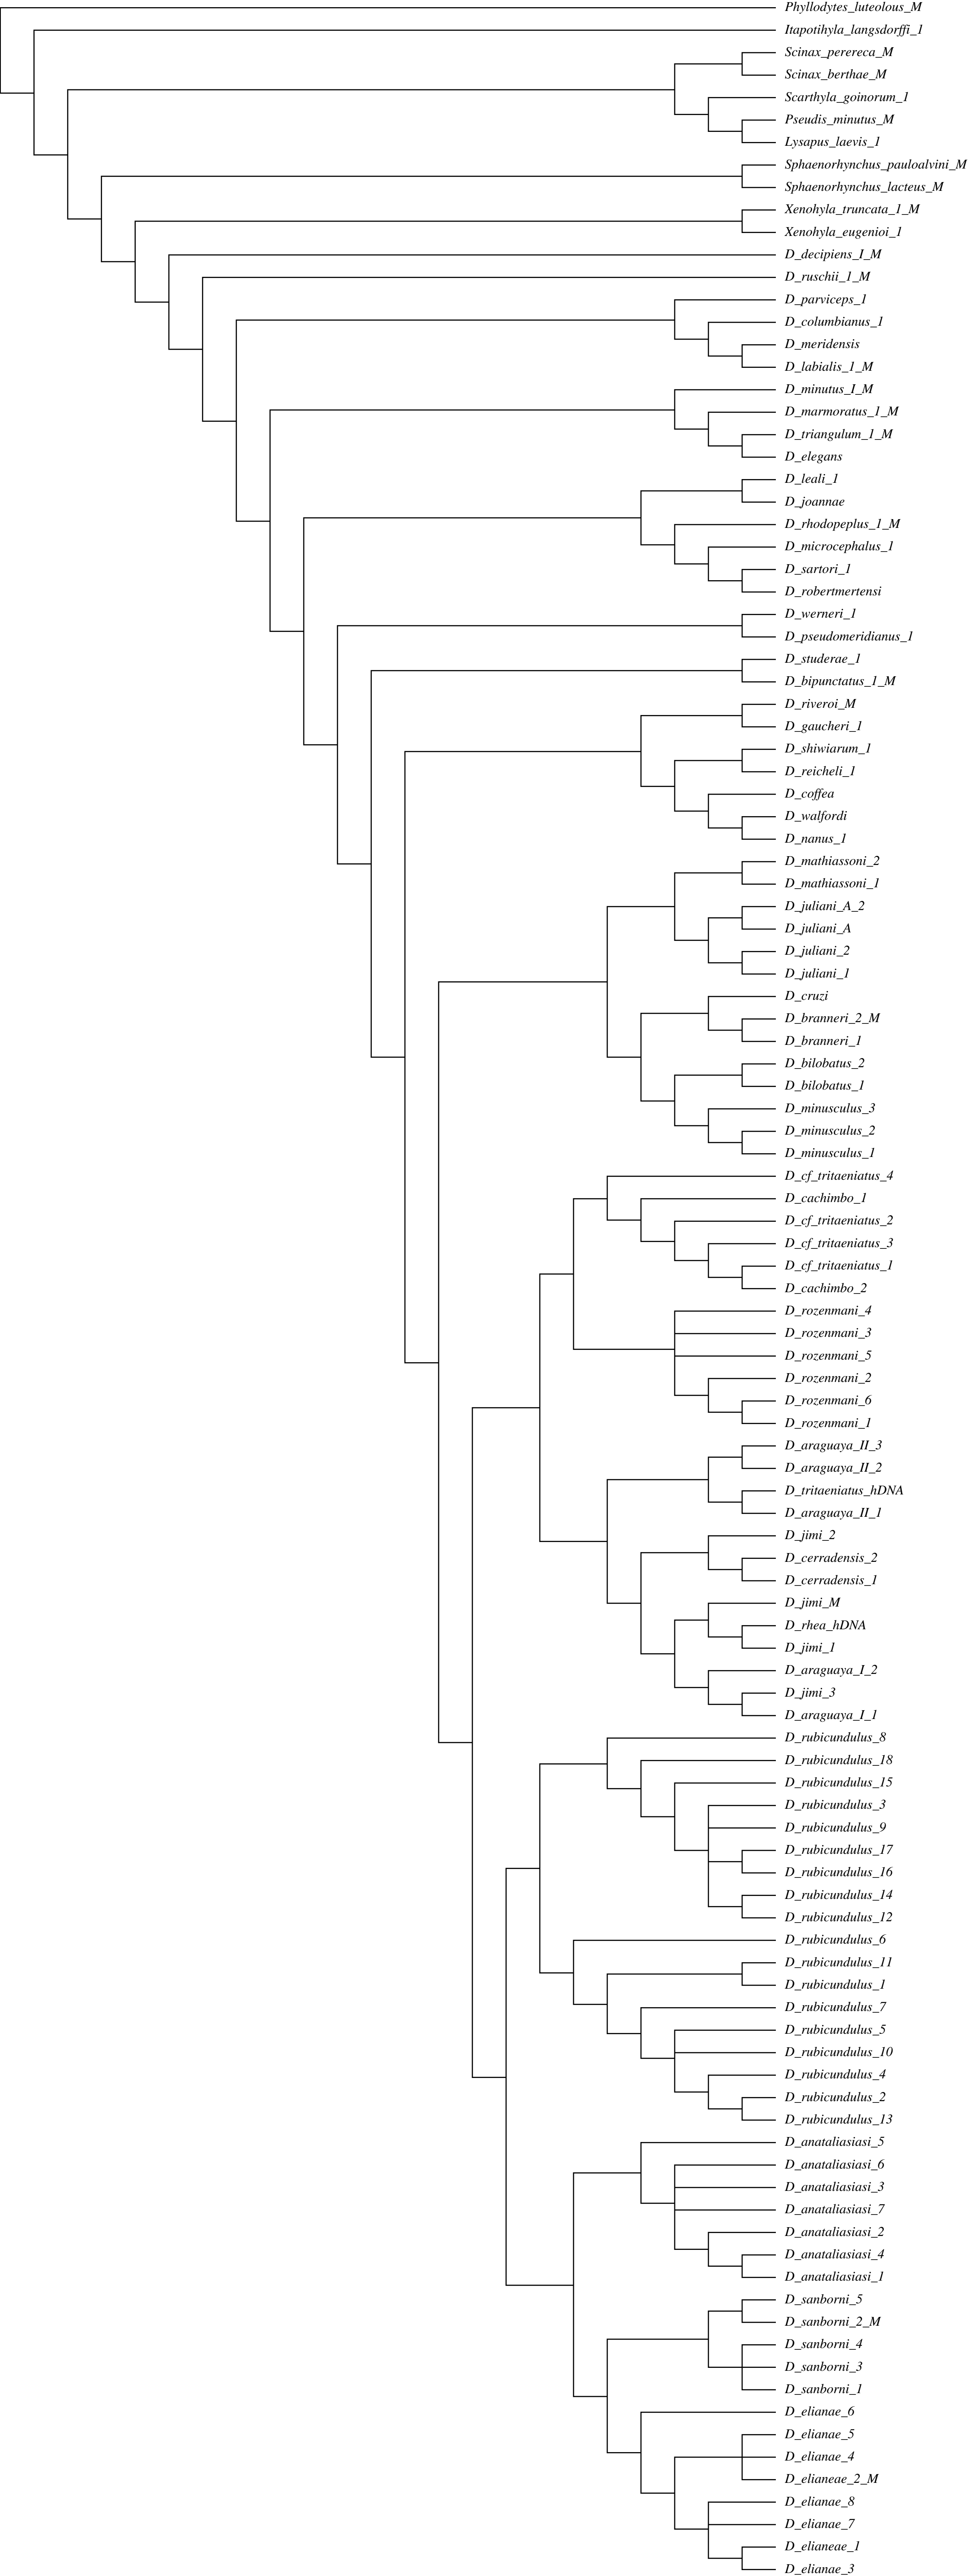 Phyllodytes_luteolous_M
Itapotihyla_langsdorffi_1
Scinax_perereca_M
Scinax_berthae_M
Scarthyla_goinorum_1
Pseudis_minutus_M
Lysapus_laevis_1
Sphaenorhynchus_pauloalvini_M
Sphaenorhynchus_lacteus_M
Xenohyla_truncata_1_M
Xenohyla_eugenioi_1
D_decipiens_I_M
D_ruschii_1_M
D_parviceps_1
D_columbianus_1
D_meridensis
D_labialis_1_M
D_minutus_I_M
D_marmoratus_1_M
D_triangulum_1_M
D_elegans
D_leali_1
D_joannae
D_rhodopeplus_1_M
D_microcephalus_1
D_sartori_1
D_robertmertensi
D_werneri_1
D_pseudomeridianus_1
D_studerae_1
D_bipunctatus_1_M
D_riveroi_M
D_gaucheri_1
D_shiwiarum_1
D_reicheli_1
D_coffea
D_walfordi
D_nanus_1
D_mathiassoni_2
D_mathiassoni_1
D_juliani_A_2
D_juliani_A
D_juliani_2
D_juliani_1
D_cruzi
D_branneri_2_M
D_branneri_1
D_bilobatus_2
D_bilobatus_1
D_minusculus_3
D_minusculus_2
D_minusculus_1
D_cf_tritaeniatus_4
D_cachimbo_1
D_cf_tritaeniatus_2
D_cf_tritaeniatus_3
D_cf_tritaeniatus_1
D_cachimbo_2
D_rozenmani_4
D_rozenmani_3
D_rozenmani_5
D_rozenmani_2
D_rozenmani_6
D_rozenmani_1
D_araguaya_II_3
D_araguaya_II_2
D_tritaeniatus_hDNA
D_araguaya_II_1
D_jimi_2
D_cerradensis_2
D_cerradensis_1
D_jimi_M
D_rhea_hDNA
D_jimi_1
D_araguaya_I_2
D_jimi_3
D_araguaya_I_1
D_rubicundulus_8
D_rubicundulus_18
D_rubicundulus_15
D_rubicundulus_3
D_rubicundulus_9
D_rubicundulus_17
D_rubicundulus_16
D_rubicundulus_14
D_rubicundulus_12
D_rubicundulus_6
D_rubicundulus_11
D_rubicundulus_1
D_rubicundulus_7
D_rubicundulus_5
D_rubicundulus_10
D_rubicundulus_4
D_rubicundulus_2
D_rubicundulus_13
D_anataliasiasi_5
D_anataliasiasi_6
D_anataliasiasi_3
D_anataliasiasi_7
D_anataliasiasi_2
D_anataliasiasi_4
D_anataliasiasi_1
D_sanborni_5
D_sanborni_2_M
D_sanborni_4
D_sanborni_3
D_sanborni_1
D_elianae_6
D_elianae_5
D_elianae_4
D_elianeae_2_M
D_elianae_8
D_elianae_7
D_elianeae_1
D_elianae_3